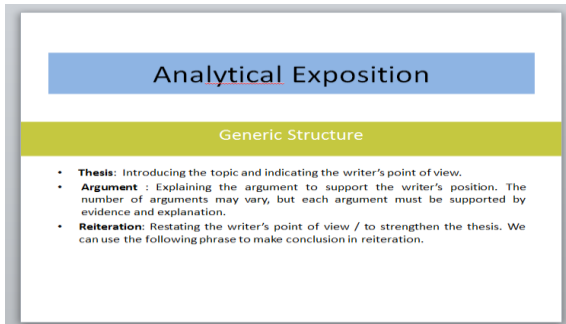 Analytical Exposition
Generic Structure
• Thesis: Introducing the topic and indicating the writer's point of view.
• Argument : Explaining the argument to support the writer's position. The
number of arguments may vary, but each argument must be supported by
evidence and explanation.
• Reiteration: Restating the writer's point of view / to strengthen the thesis. We
can use the following phrase to make conclusion in reiteration.